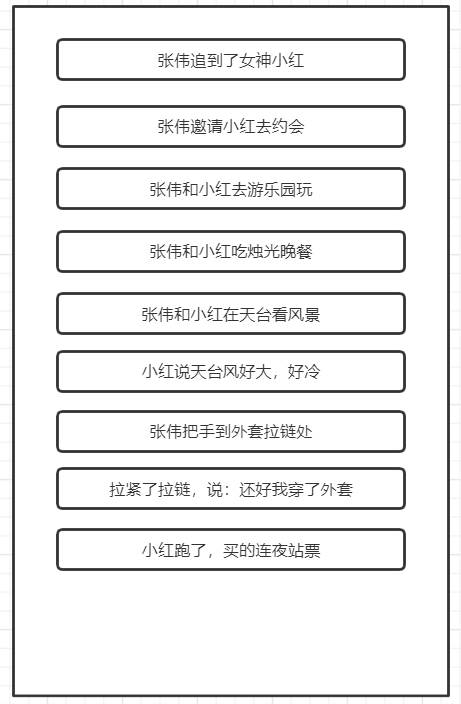 张伟追到了女神小红
张伟邀请小红去约会
张伟和小红去游乐园玩
张伟和小红吃烛光晚餐
张伟和小红在天台看风景
小红说天台风好大，好冷
张伟把手到外套拉链处
拉紧了拉链，说：还好我穿了外套
小红跑了，买的连夜站票